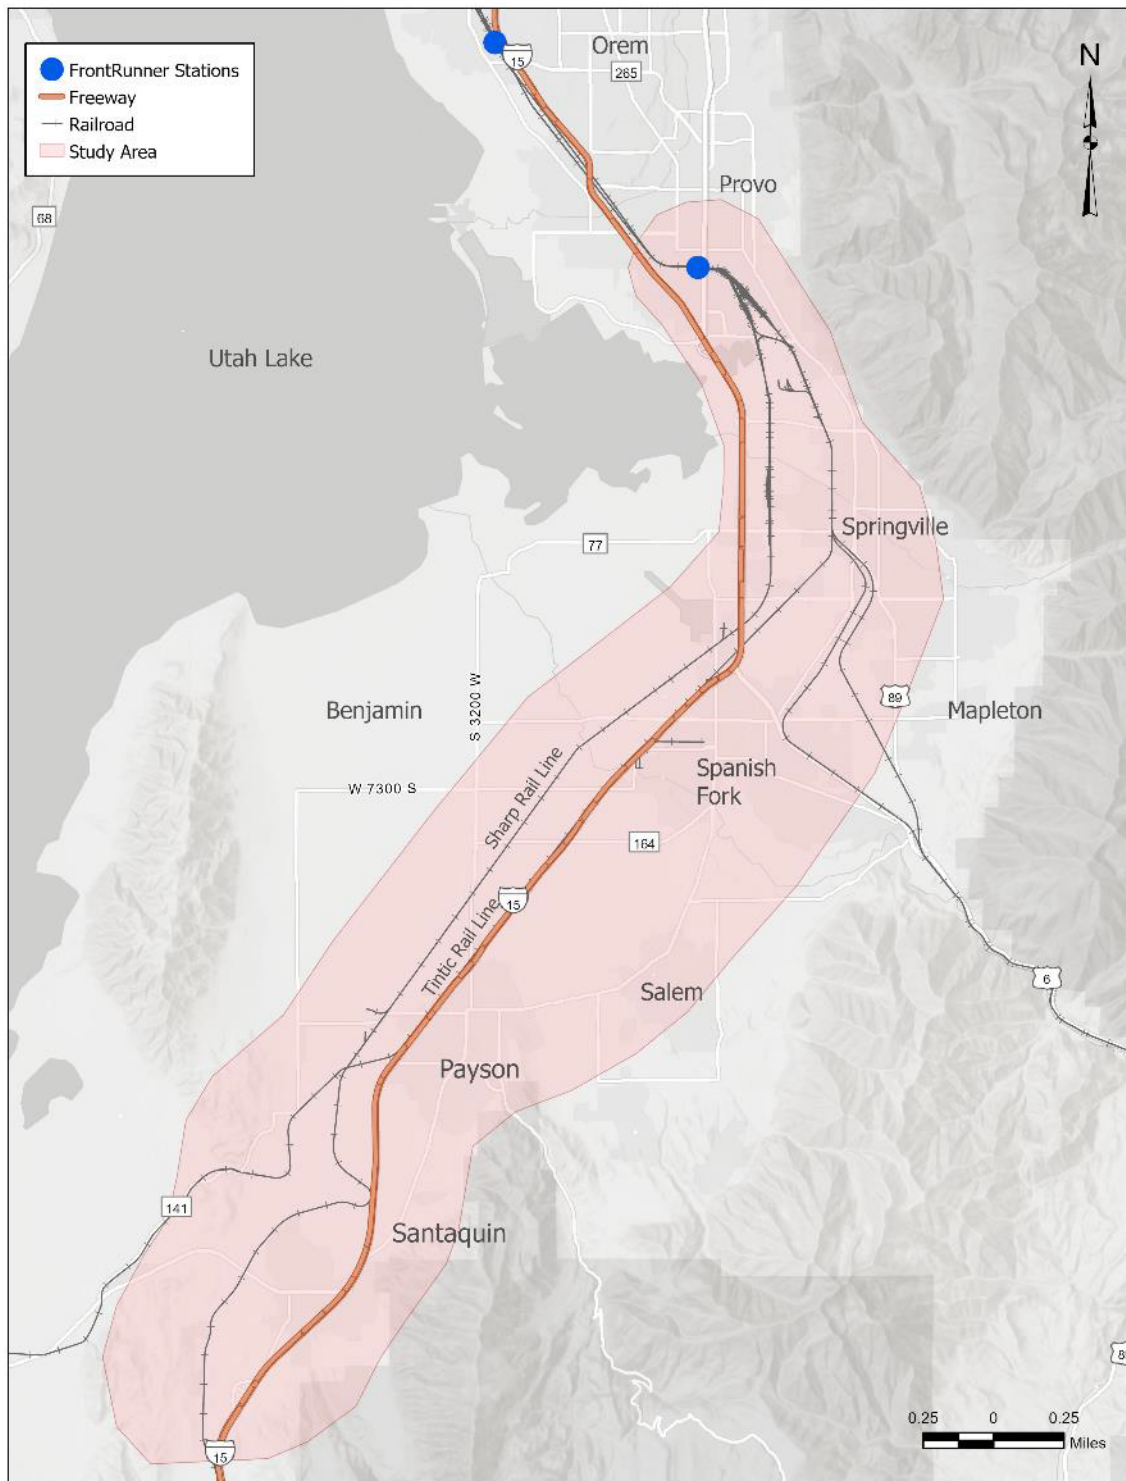 FrontRunner Stations
Freeway
Railroad
Study Area
N
15
Orem
265
68
Provo
Utah Lake
77
Springville
S 3200 W
Benjamin
89
Mapleton
W 7300 S
Sharp Rail Line
Spanish
Fork
164
15
Tintic Rail Line
6
Salem
Payson
141
Santaquin
8
15
0.25 0 0.25
Miles